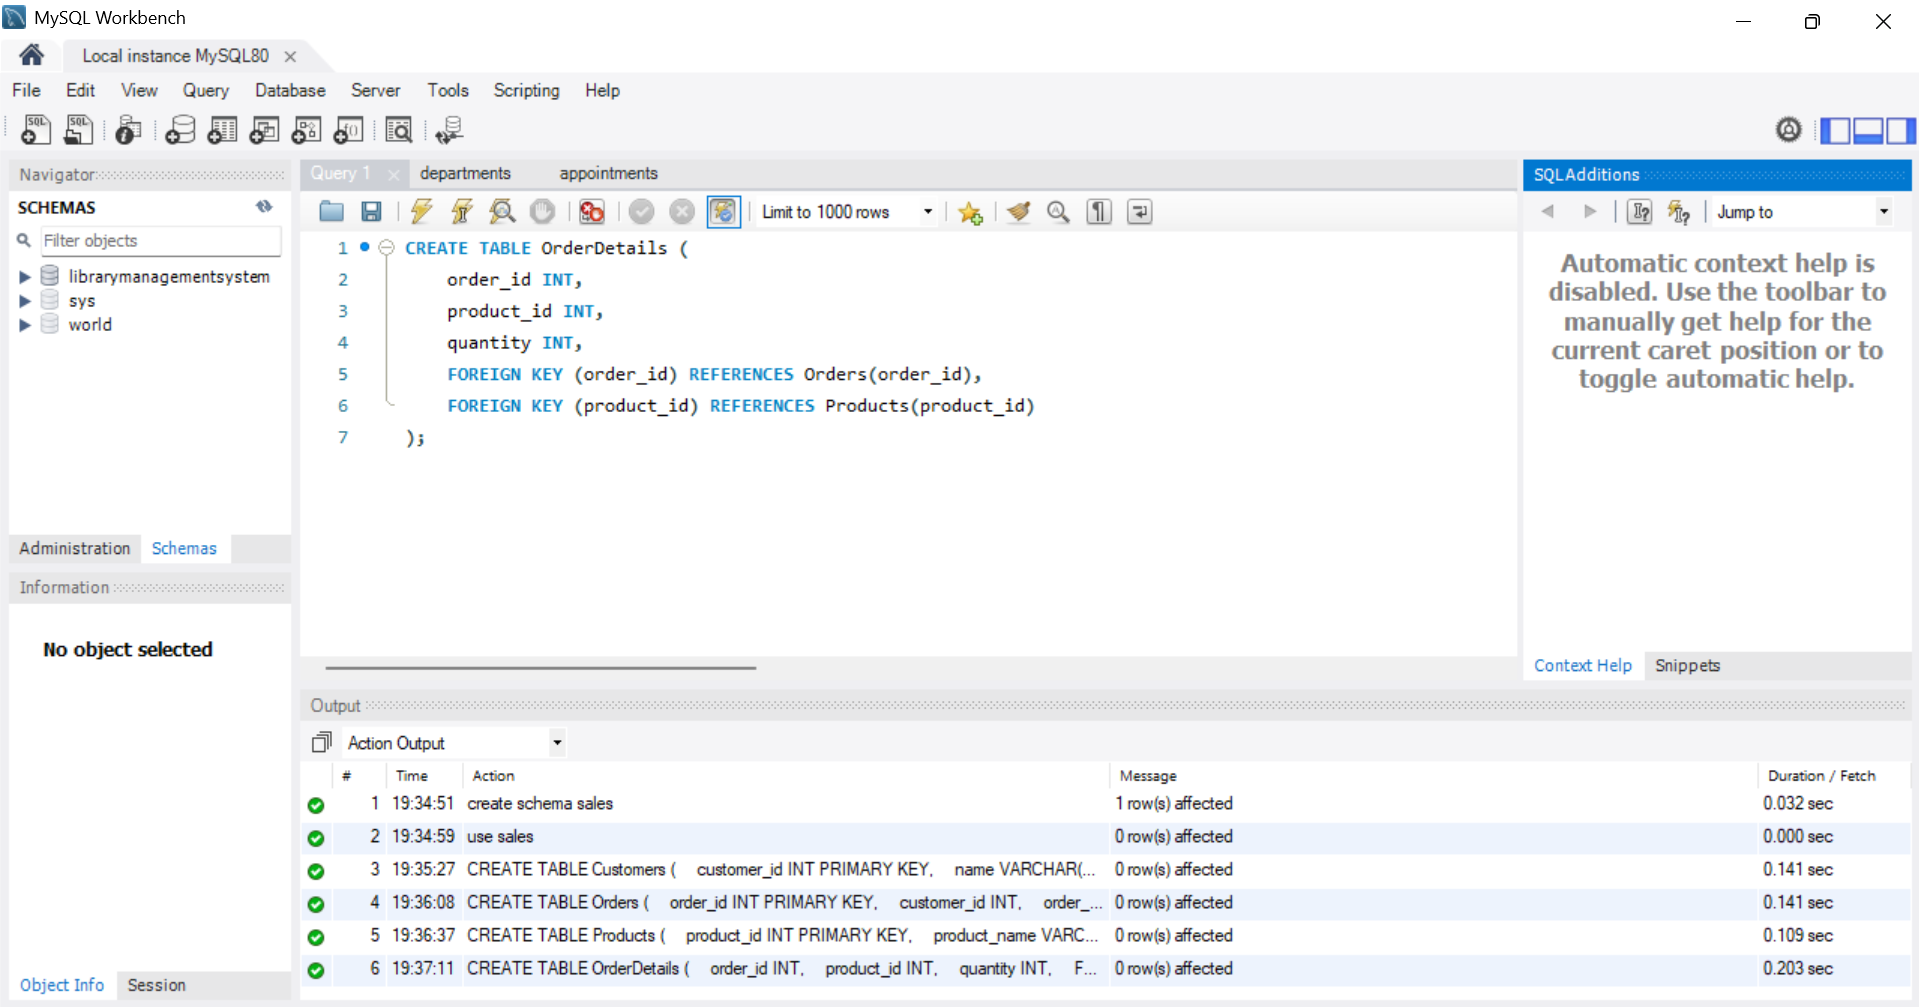 MySQL Workbench
Local instance MySQL80
File Edit View Query Database Server Tools Scripting Help
Navigator
SCHEMAS
Filter objects
librarymanagementsystem
sys
world
Administration Schemas
Information
No object selected
Object Info Session
Query 1 departments appointments
Limit to 1000 rows
1 CREATE TABLE OrderDetails (
2 order_id INT,
3 product_id INT,
4 quantity INT,
5 FOREIGN KEY (order_id) REFERENCES Orders(order_id),
6 FOREIGN KEY (product_id) REFERENCES Products(product_id)
7 );
SQLAdditions
Jump to
Automatic context help is
disabled. Use the toolbar to
manually get help for the
current caret position or to
toggle automatic help.
Context Help Snippets
Output
Action Output
# Time Action Message Duration / Fetch
1 19:34:51 create schema sales 1 row(s) affected 0.032 sec
2 19:34:59 use sales 0 row(s) affected 0.000 sec
3 19:35:27 CREATE TABLE Customers ( customer_id INT PRIMARY KEY, name VARCHAR(... 0 row(s) affected 0.141 sec
4 19:36:08 CREATE TABLE Orders ( order_id INT PRIMARY KEY, customer_id INT, order_... 0 row(s) affected 0.141 sec
5 19:36:37 CREATE TABLE Products ( product_id INT PRIMARY KEY, product_name VARC... 0 row(s) affected 0.109 sec
6 19:37:11 CREATE TABLE OrderDetails ( order_id INT, product_id INT, quantity INT, F... 0 row(s) affected 0.203 sec